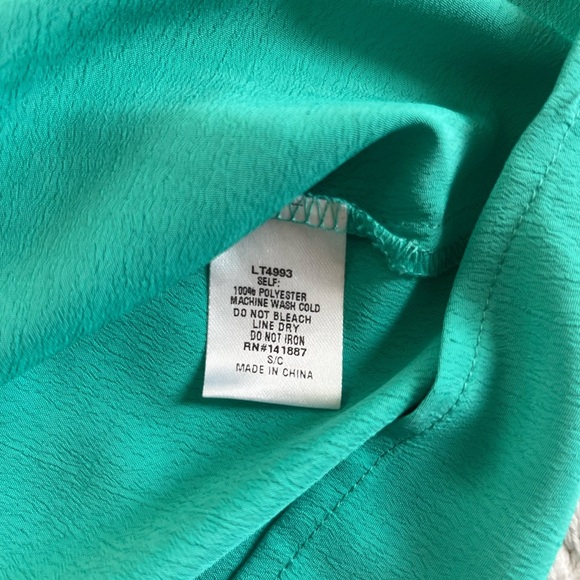 LT4993
SELF:
100% POLYESTER
MACHINE WASH COLD
DO NOT BLEACH
LINE DRY
DO NOT IRON
RN#141887
S/C
MADE IN CHINA